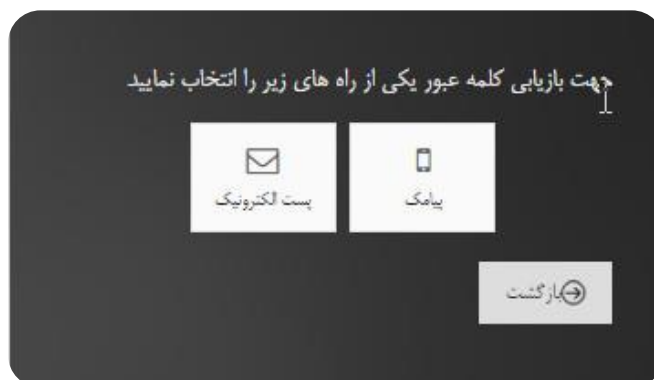 جهت بازیابی کلمه عبور یکی از راه های زیر را انتخاب نمایید
پیامک
پست الکترونیک
بازگشت